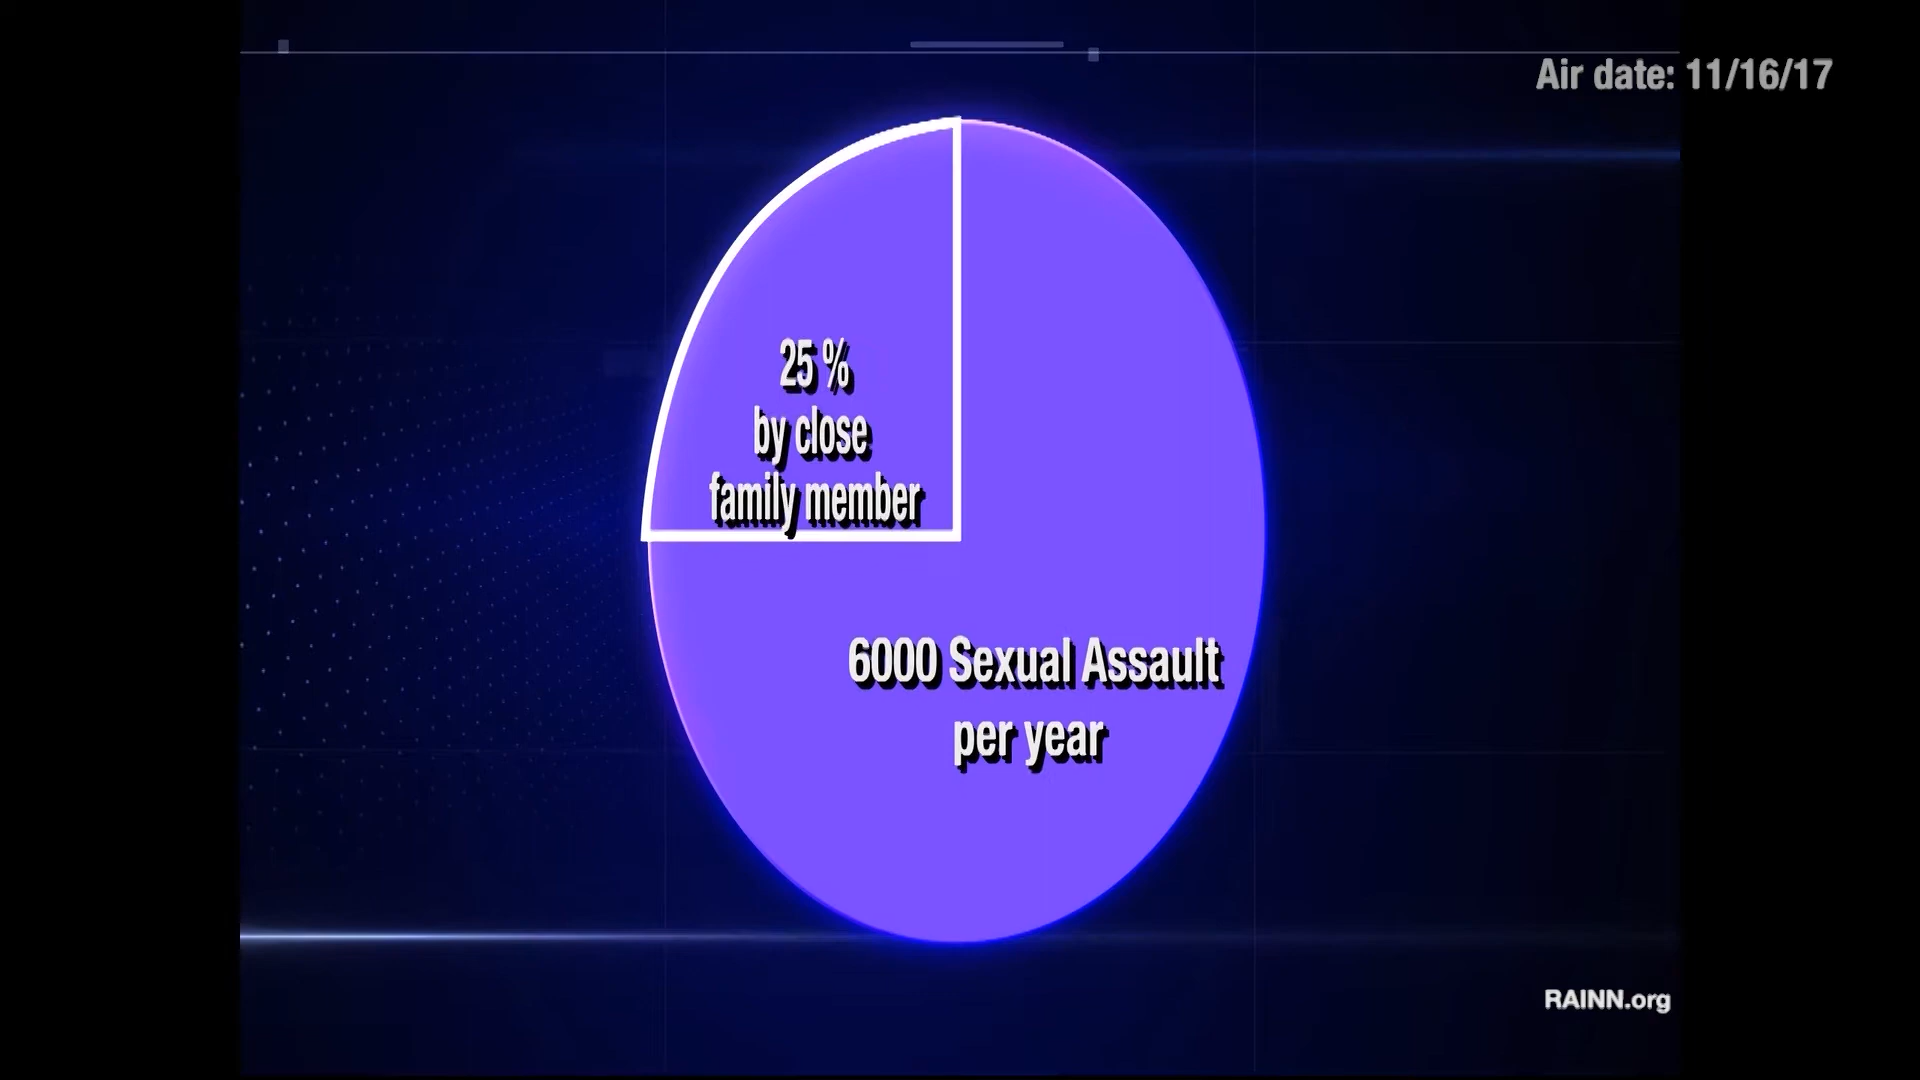 Air date: 11/16/17
25 %
by close
family member
6000 Sexual Assault
per year
RAINN.org